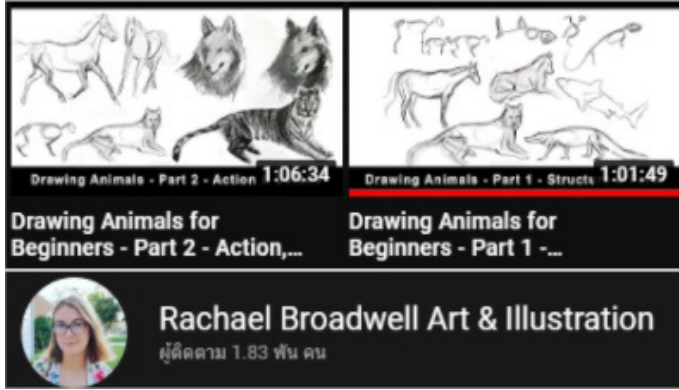 Drawing Animals - Part 2 - Action
1:06:34
Drawing Animals - Part 1 - Structu
1:01:49
Drawing Animals for
Beginners - Part 2 - Action,...
Drawing Animals for
Beginners - Part 1 -...
Rachael Broadwell Art & Illustration
ผู้ติดตาม 1.83 พัน คน